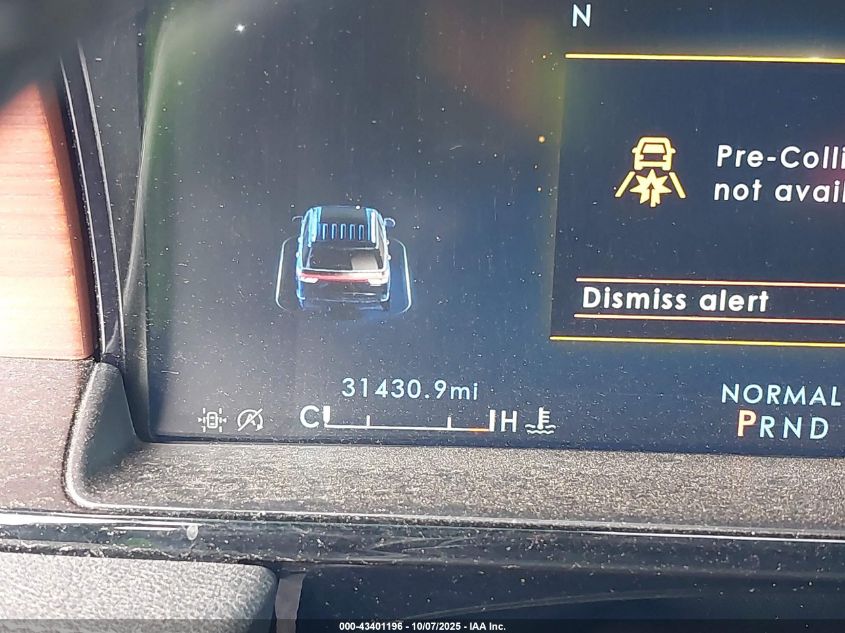 N
Pre-Colli
not avail
Dismiss alert
31430.9mi
NORMAL
C H
PRND
000-43401196 - 10/07/2025 - IAA Inc.